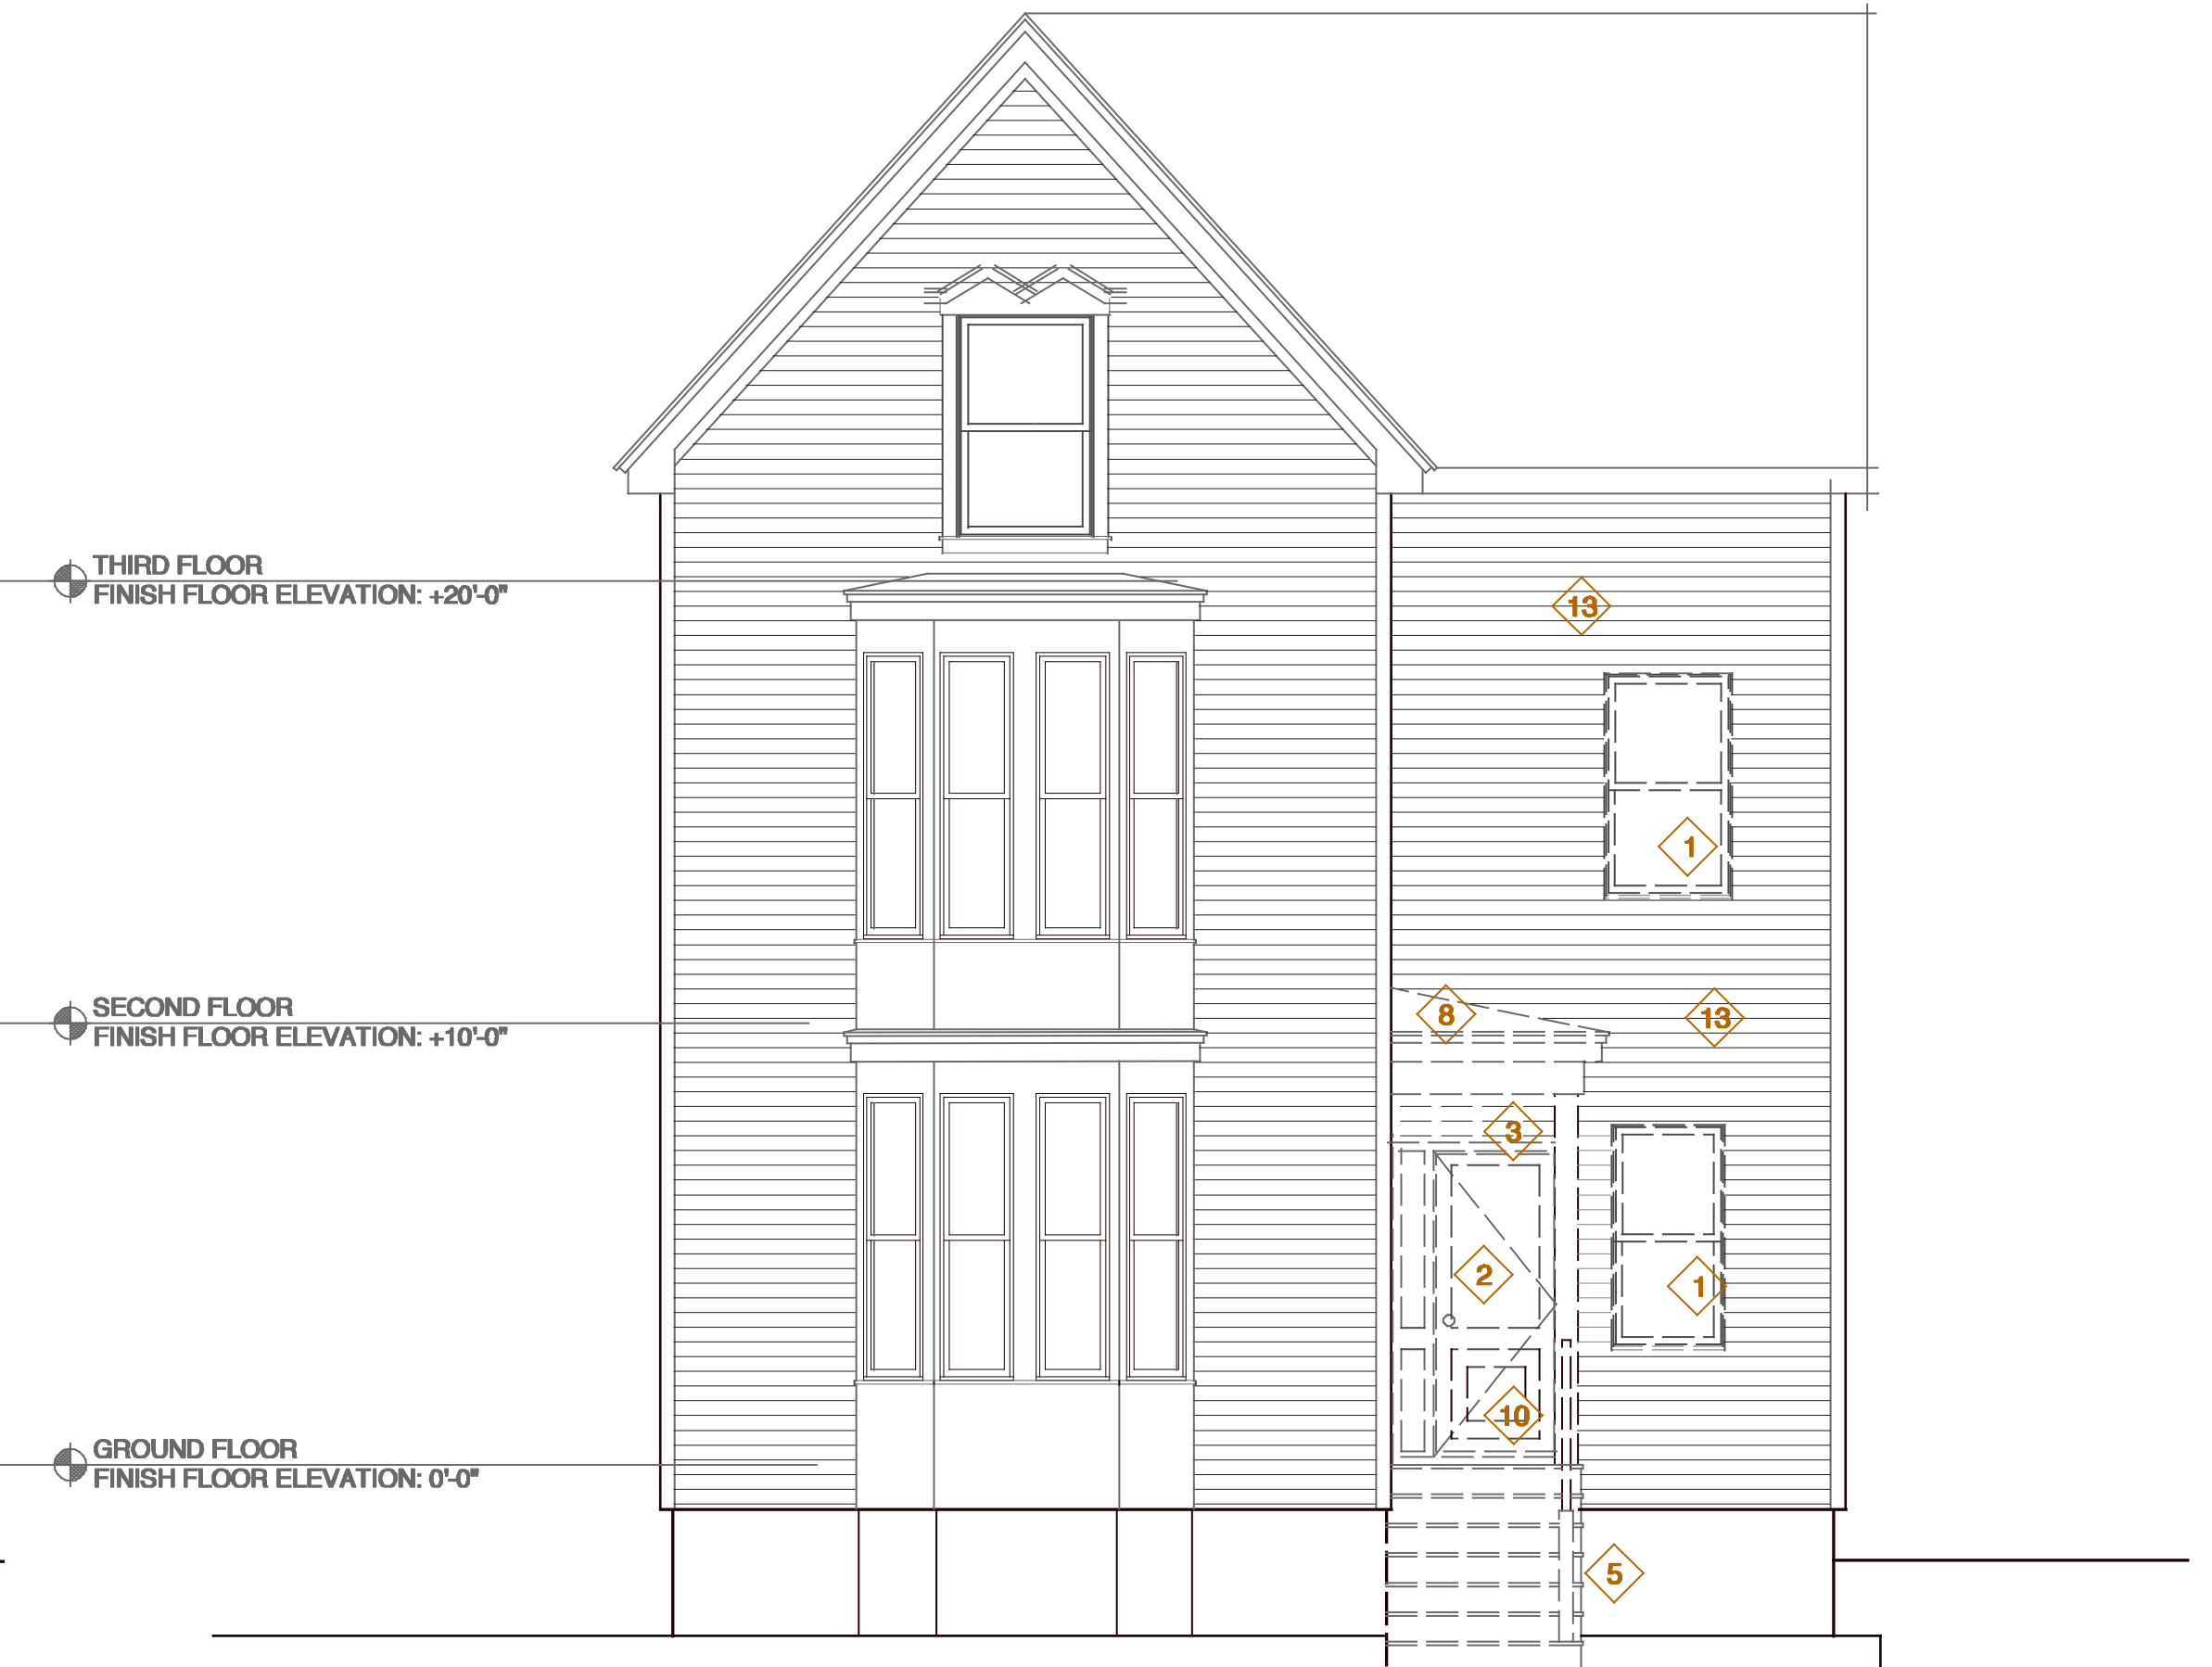 THIRD FLOOR
FINISH FLOOR ELEVATION: +20'-0"
13
1
SECOND FLOOR
FINISH FLOOR ELEVATION: +10'-0"
8
13
3
2
1
10
GROUND FLOOR
FINISH FLOOR ELEVATION: 0'-0"
5